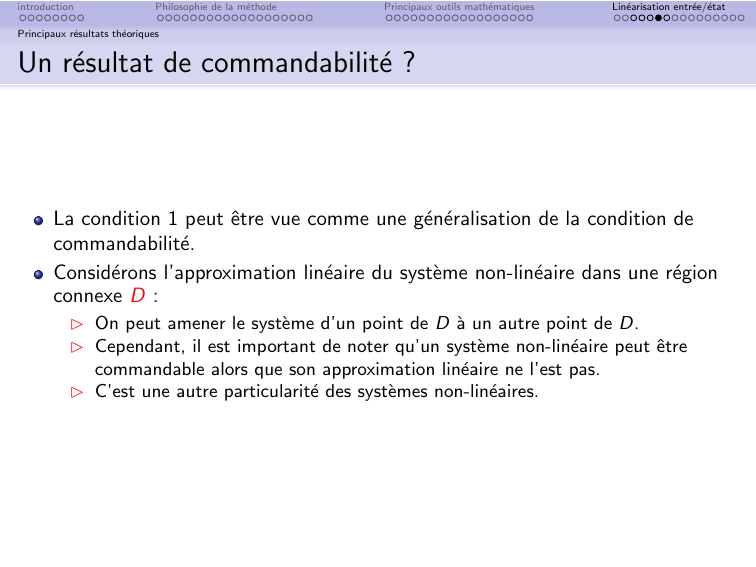 introduction
Philosophie de la méthode
Principaux outils mathématiques
Linéarisation entrée/état
Principaux résultats théoriques
Un résultat de commandabilité ?
La condition 1 peut être vue comme une généralisation de la condition de
commandabilité.
Considérons l'approximation linéaire du système non-linéaire dans une région
connexe D :
On peut amener le système d'un point de D à un autre point de D.
Cependant, il est important de noter qu'un système non-linéaire peut être
commandable alors que son approximation linéaire ne l'est pas.
C'est une autre particularité des systèmes non-linéaires.